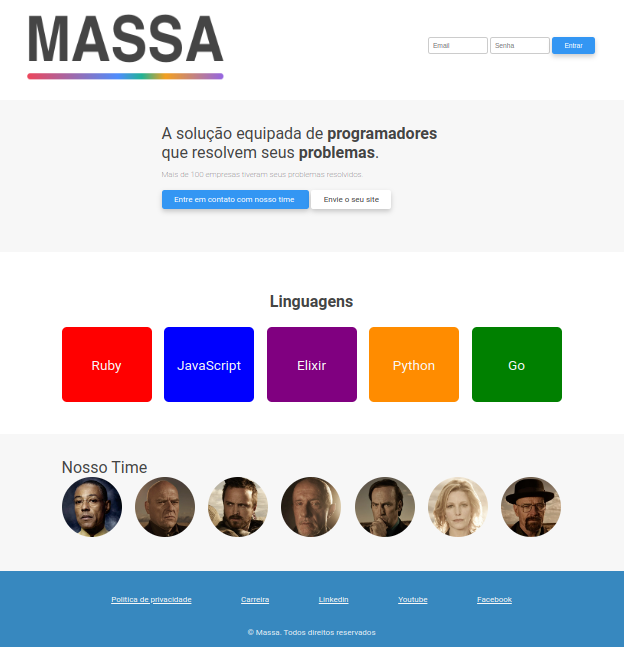 MASSA
Email
Senha
Entrar
A solução equipada de programadores
que resolvem seus problemas.
Mais de 100 empresas tiveram seus problemas resolvidos.
Entre em contato com nosso time
Envie o seu site
Linguagens
Ruby
JavaScript
Elixir
Python
Go
Nosso Time
Política de privacidade
Carreira
Linkedin
Youtube
Facebook
© Massa. Todos direitos reservados